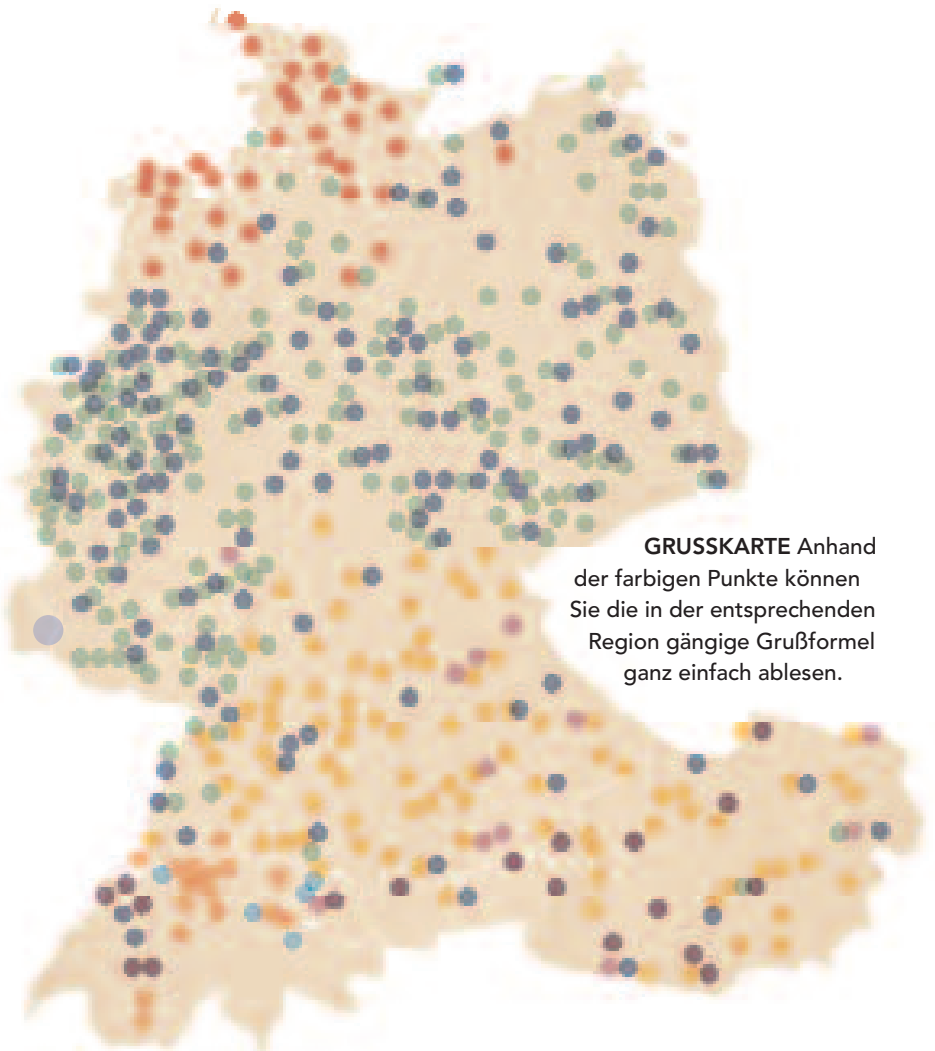 GRUSSKARTE Anhand
der farbigen Punkte können
Sie die in der entsprechenden
Region gängige Grußformel
ganz einfach ablesen.